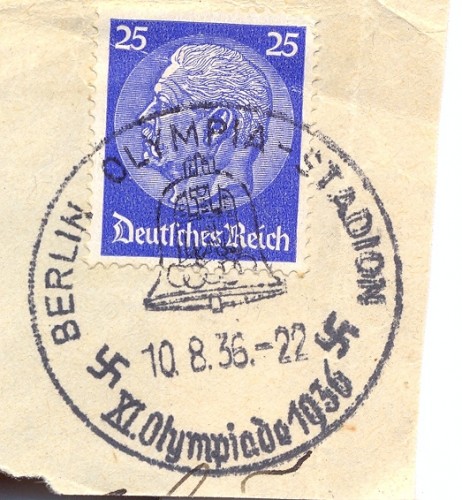 25 25
Deutsches Reich
BERLIN OLYMPIA-STADION
10.8.36.-22
XI. Olympiade 1936